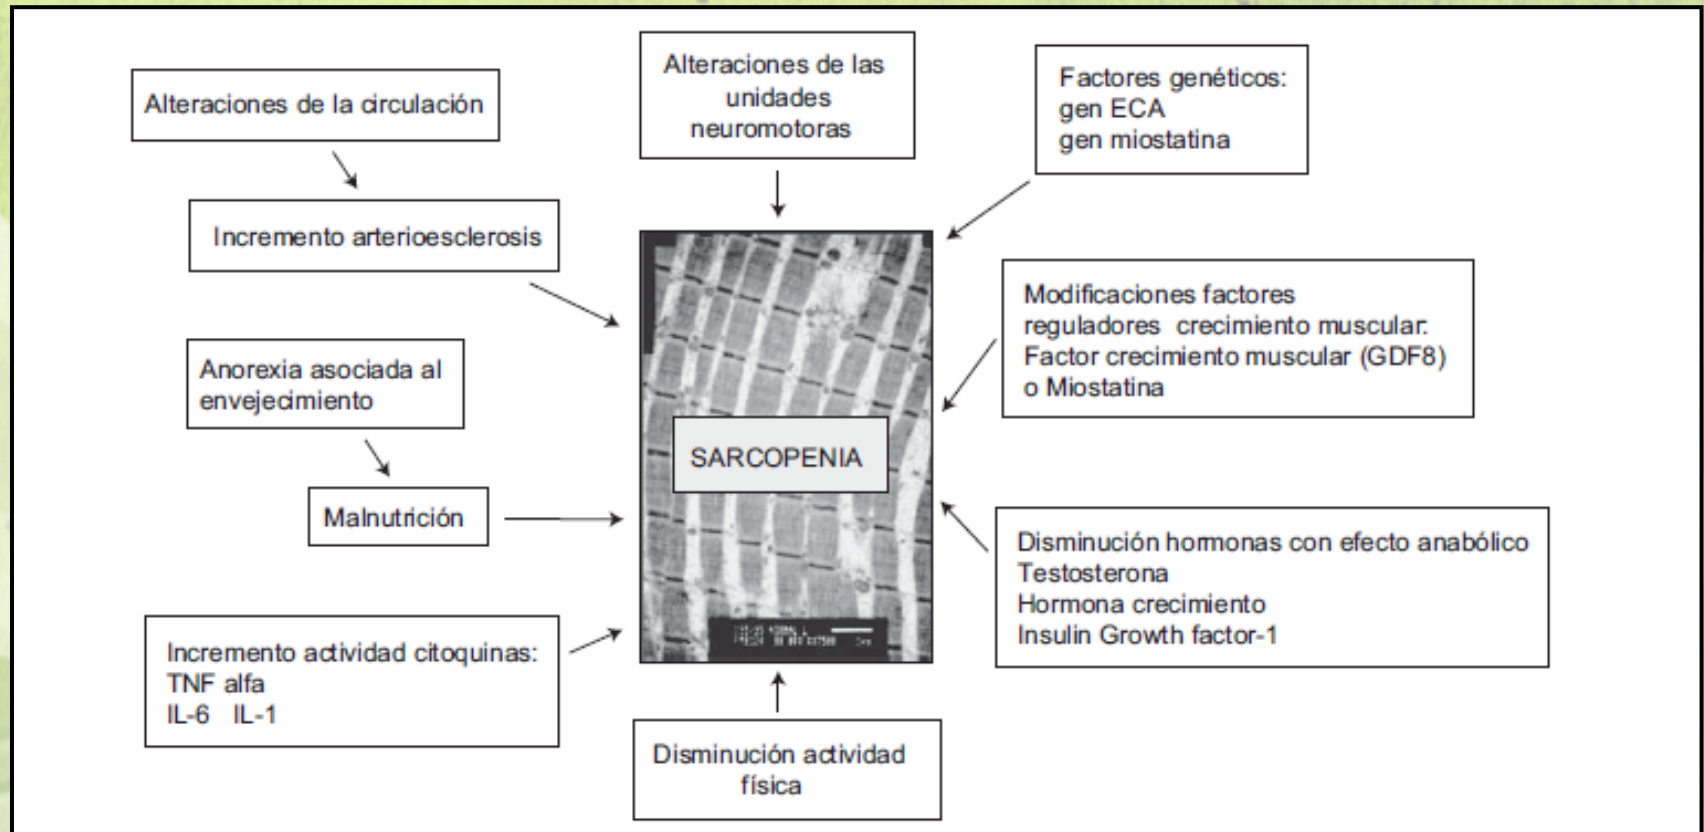 Alteraciones de la circulación
Incremento arterioesclerosis
Anorexia asociada al
envejecimiento
Malnutrición
Incremento actividad citoquinas:
TNF alfa
IL-6 IL-1
Alteraciones de las
unidades
neuromotoras
SARCOPENIA
Disminución actividad
física
Factores genéticos:
gen ECA
gen miostatina
Modificaciones factores
reguladores crecimiento muscular:
Factor crecimiento muscular (GDF8)
o Miostatina
Disminución hormonas con efecto anabólico
Testosterona
Hormona crecimiento
Insulin Growth factor-1